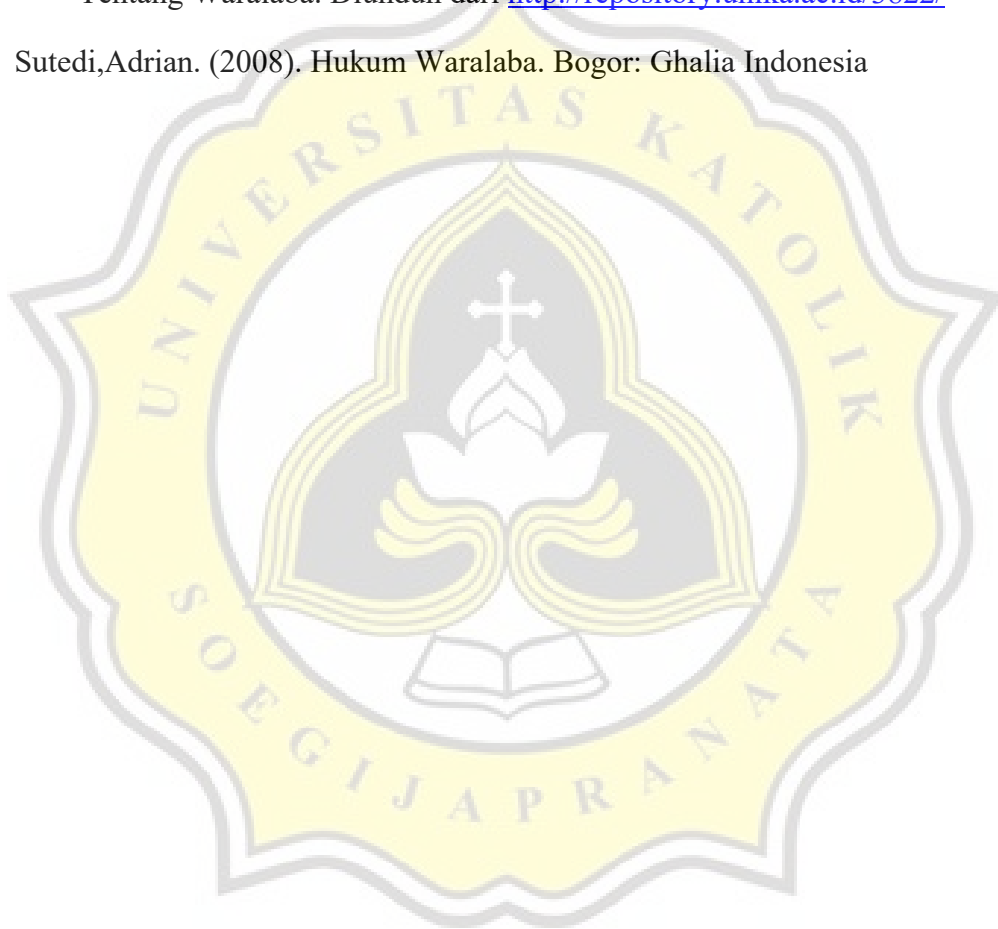 Tentang Waralaba. Diunduh dari http://repository.unika.ac.id/5822/
Sutedi,Adrian. (2008). Hukum Waralaba. Bogor: Ghalia Indonesia
UNIVERSITAS KATOLIK
SOEGIJAPRANATA